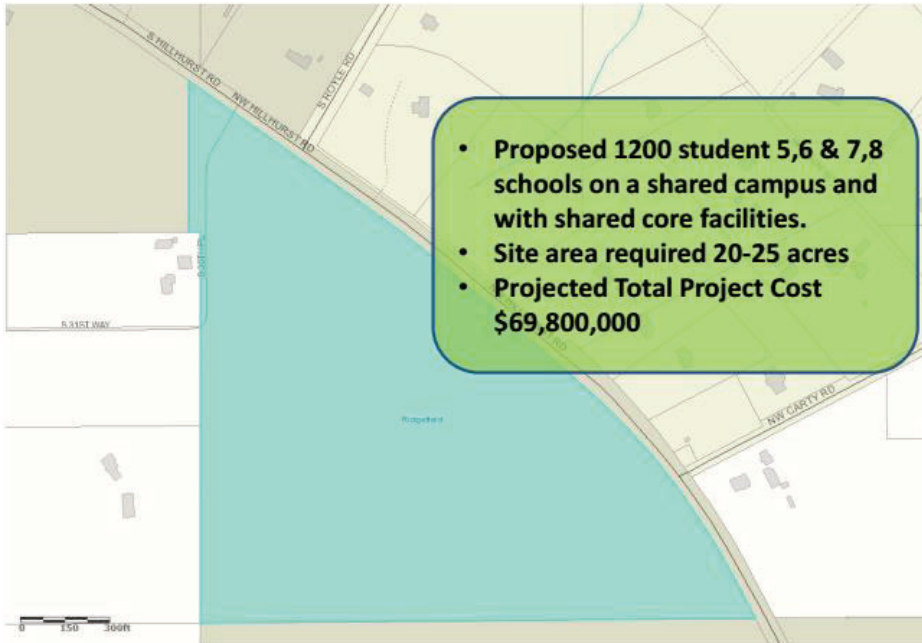 S HILLHURST RD
NW HILLHURST RD
S ROYLE RD
• Proposed 1200 student 5,6 & 7,8
schools on a shared campus and
with shared core facilities.
• Site area required 20-25 acres
• Projected Total Project Cost
$69,800,000
RD
S 31ST WAY
Ridgefield
NW CARTY RD
0 150 300ft